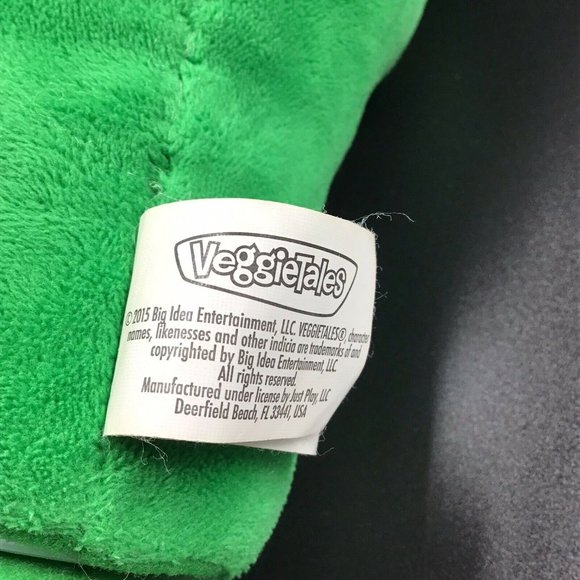 VeggieTales
© 2015 Big Idea Entertainment, LLC. VEGGIETALES®, character
names, likenesses and other indicia are trademarks of and
copyrighted by Big Idea Entertainment, LLC.
All rights reserved.
Manufactured under license by Just Play, LLC
Deerfield Beach, FL 33441, USA